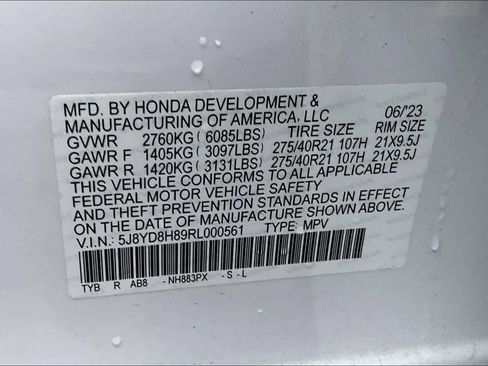 MFD. BY HONDA DEVELOPMENT & 06/'23
MANUFACTURING OF AMERICA, LLC
GVWR 2760KG ( 6085LBS) TIRE SIZE RIM SIZE
GAWR F 1405KG ( 3097LBS) 275/40R21 107H 21X9.5J
GAWR R 1420KG ( 3131LBS) 275/40R21 107H 21X9.5J
THIS VEHICLE CONFORMS TO ALL APPLICABLE
FEDERAL MOTOR VEHICLE SAFETY
AND THEFT PREVENTION STANDARDS IN EFFECT
ON THE DATE OF MANUFACTURE SHOWN ABOVE.
V.I.N.: 5J8YD8H89RL000561 TYPE: MPV
TYB R AB8 -NH883PX -S-L